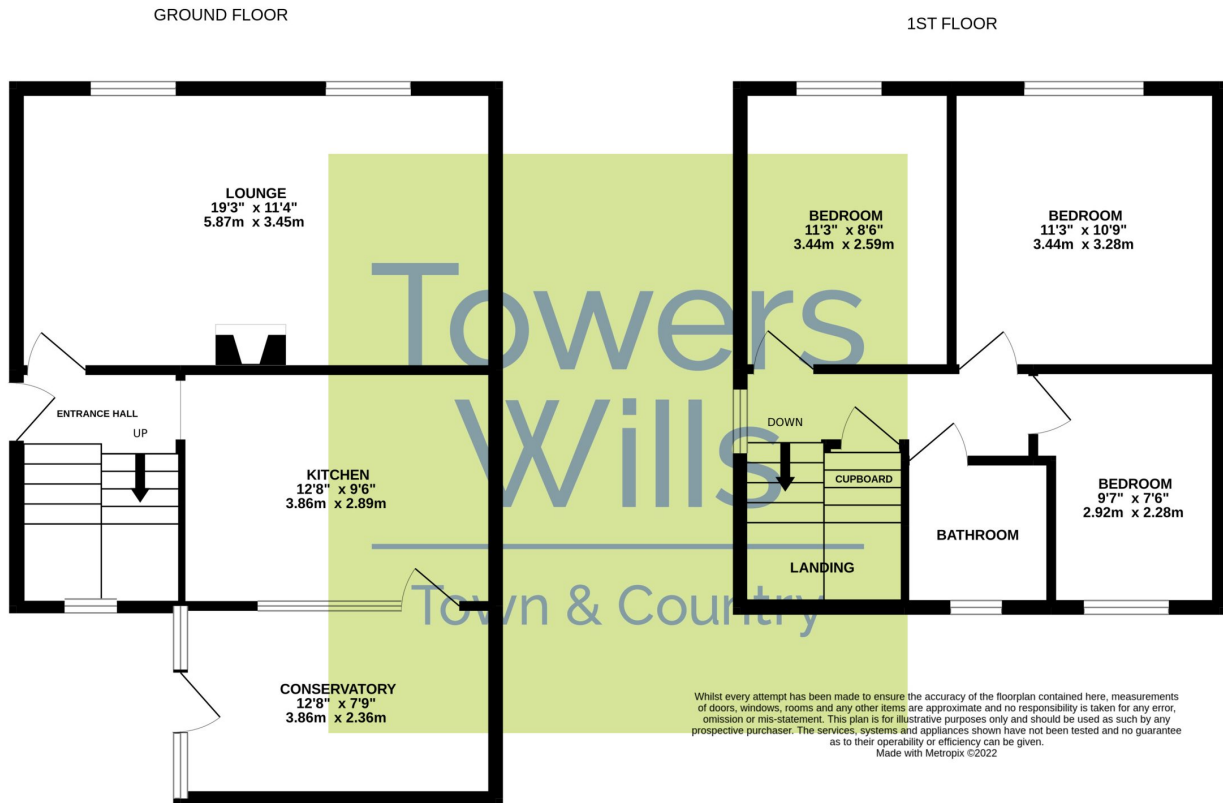 GROUND FLOOR
1ST FLOOR
LOUNGE
19'3" x 11'4"
5.87m x 3.45m
BEDROOM
11'3" x 8'6"
3.44m x 2.59m
BEDROOM
11'3" x 10'9"
3.44m x 3.28m
Towers
Wills
Town & Country
ENTRANCE HALL
UP
KITCHEN
12'8" x 9'6"
3.86m x 2.89m
DOWN
CUPBOARD
LANDING
BATHROOM
BEDROOM
9'7" x 7'6"
2.92m x 2.28m
CONSERVATORY
12'8" x 7'9"
3.86m x 2.36m
Whilst every attempt has been made to ensure the accuracy of the floorplan contained here, measurements
of doors, windows, rooms and any other items are approximate and no responsibility is taken for any error,
omission or mis-statement. This plan is for illustrative purposes only and should be used as such by any
prospective purchaser. The services, systems and appliances shown have not been tested and no guarantee
as to their operability or efficiency can be given.
Made with Metropix ©2022